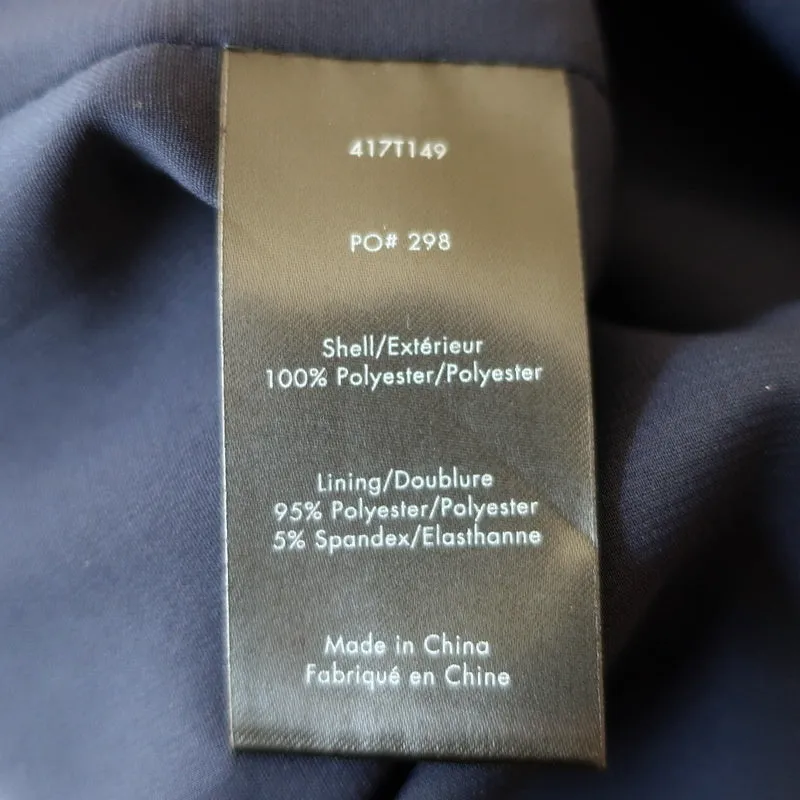 417T149
PO# 298
Shell/Extérieur
100% Polyester/Polyester
Lining/Doublure
95% Polyester/Polyester
5% Spandex/Elasthanne
Made in China
Fabriqué en Chine